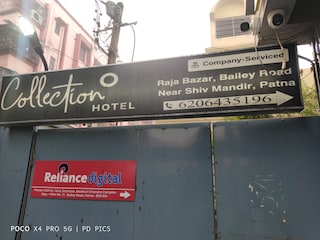 Collection O
HOTEL
Company-Serviced
Raja Bazar, Bailey Road
Near Shiv Mandir, Patna
6206435196
Reliance digital
POCO X4 PRO 5G | PD PICS